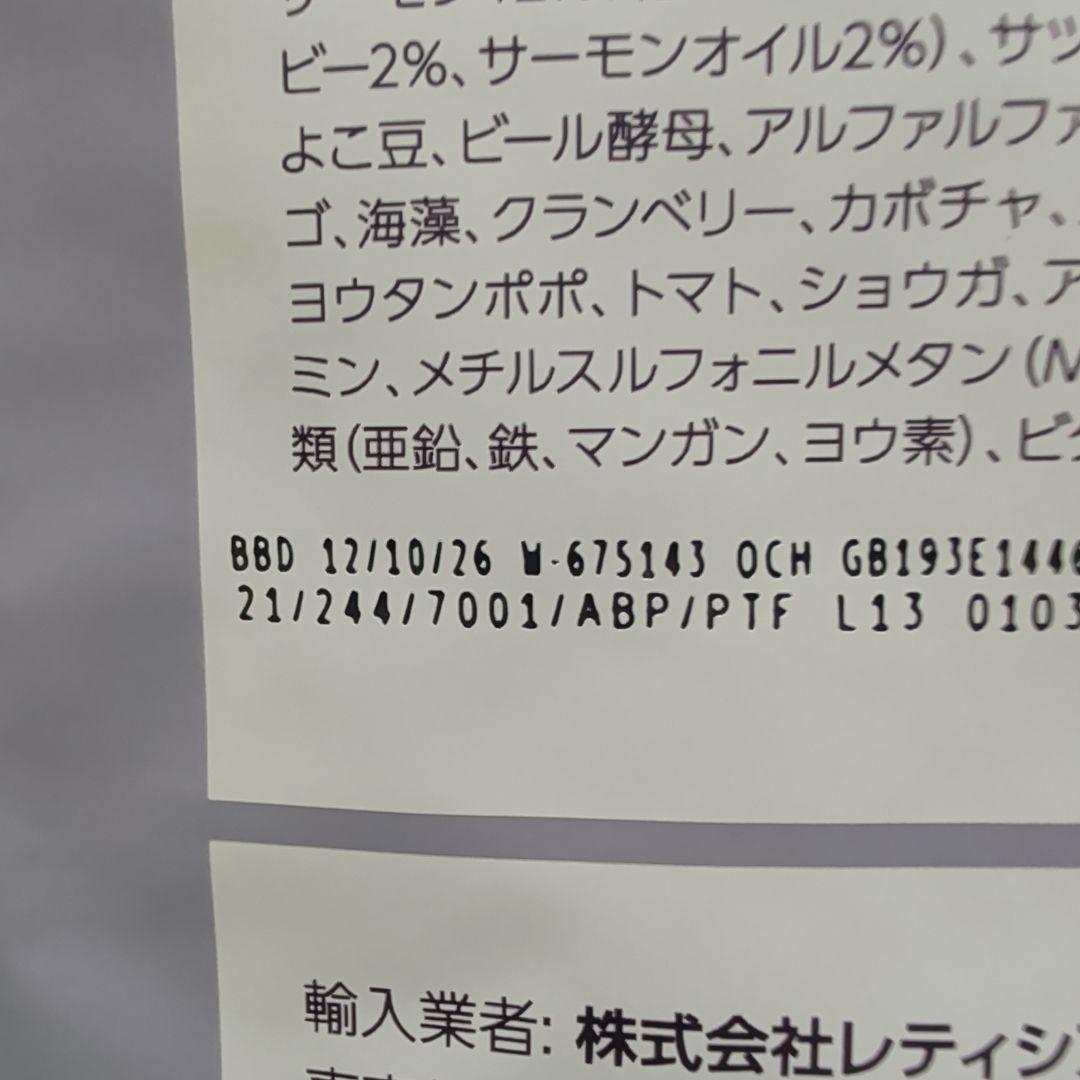 ビー2%、サーモンオイル2%)、サッ
よこ豆、ビール酵母、アルファルファ
ゴ、海藻、クランベリー、カボチャ、
ヨウタンポポ、トマト、ショウガ、ア
ミン、メチルスルフォニルメタン(M
類(亜鉛、鉄、マンガン、ヨウ素)、ビタ
BBD 12/10/26 W-675143 OCH GB193E1446
21/244/7001/ABP/PTF L13 0103
輸入業者: 株式会社レティシ